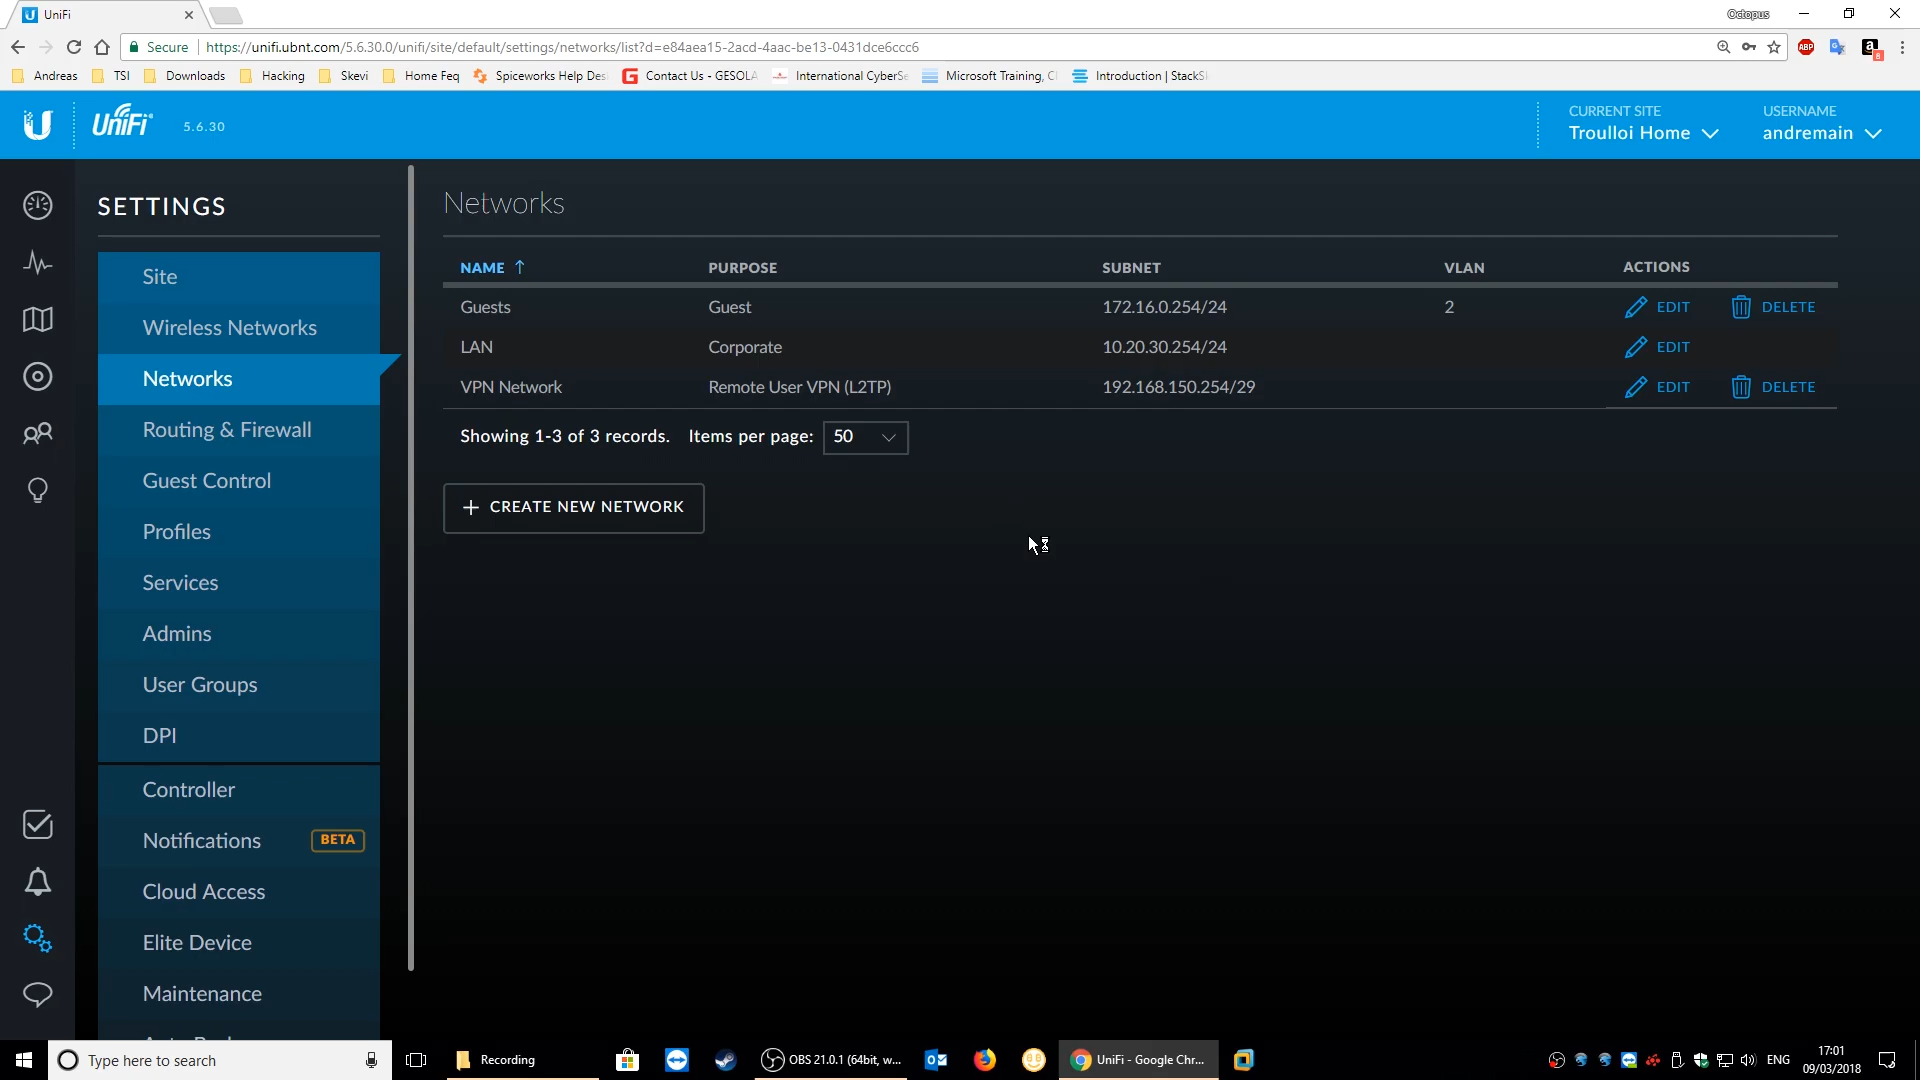 UniFi
Octopus
Secure https://unifi.ubnt.com/5.6.30.0/unifi/site/default/settings/networks/list?d=e84aea15-2acd-4aac-be13-0431dce6ccc6
ABP
a
8
Andreas TSI Downloads Hacking Skevi Home Feq Spiceworks Help Des Contact Us - GESOLA International CyberSe Microsoft Training, C Introduction | StackSk
UniFi 5.6.30
CURRENT SITE USERNAME
Troulloi Home andremain
SETTINGS
Site
Wireless Networks
Networks
Routing & Firewall
Guest Control
Profiles
Services
Admins
User Groups
DPI
Controller
Notifications BETA
Cloud Access
Elite Device
Maintenance
Networks
NAME PURPOSE SUBNET VLAN ACTIONS
Guests Guest 172.16.0.254/24 2 EDIT DELETE
LAN Corporate 10.20.30.254/24 EDIT
VPN Network Remote User VPN (L2TP) 192.168.150.254/29 EDIT DELETE
Showing 1-3 of 3 records. Items per page: 50
+ CREATE NEW NETWORK
Type here to search Recording OBS 21.0.1 (64bit, w... UniFi - Google Chr... ENG
17:01
09/03/2018